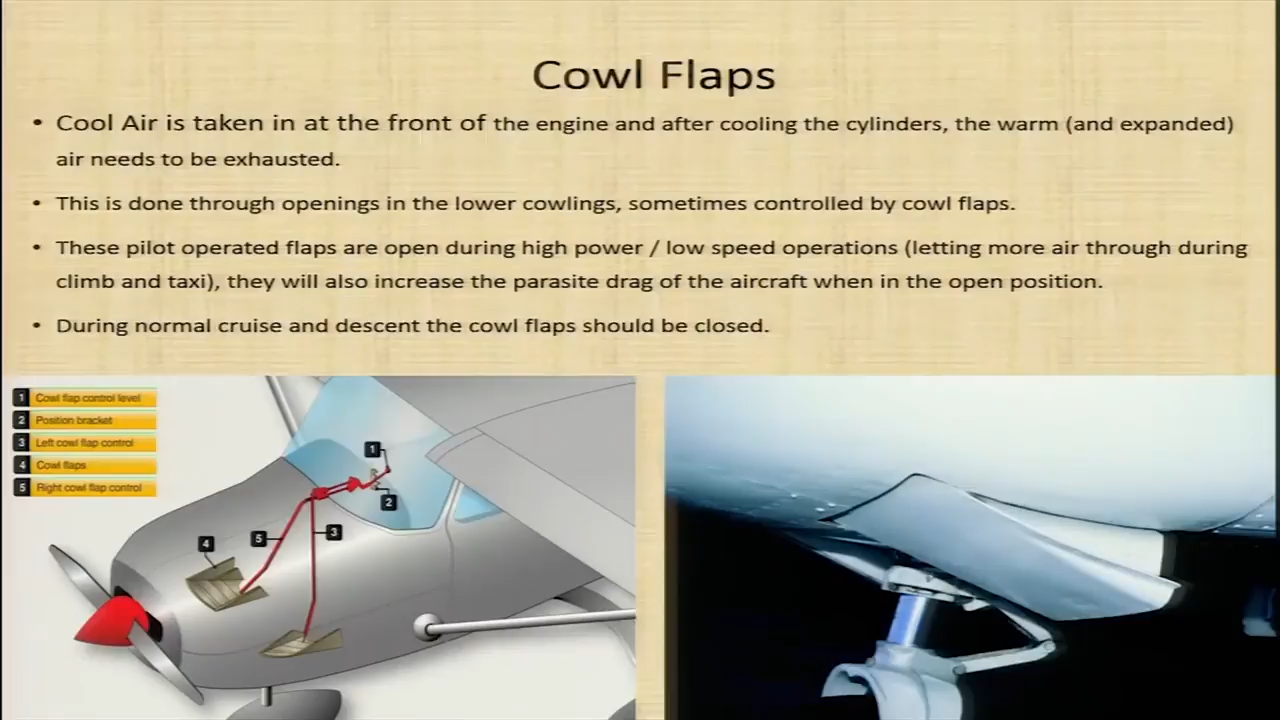 Cowl Flaps
• Cool Air is taken in at the front of the engine and after cooling the cylinders, the warm (and expanded)
air needs to be exhausted.
• This is done through openings in the lower cowlings, sometimes controlled by cowl flaps.
• These pilot operated flaps are open during high power / low speed operations (letting more air through during
climb and taxi), they will also increase the parasite drag of the aircraft when in the open position.
• During normal cruise and descent the cowl flaps should be closed.
1 Cowl flap control level
2 Position bracket
3 Left cowl flap control
4 Cowl flaps
5 Right cowl flap control
1
2
3
5
4